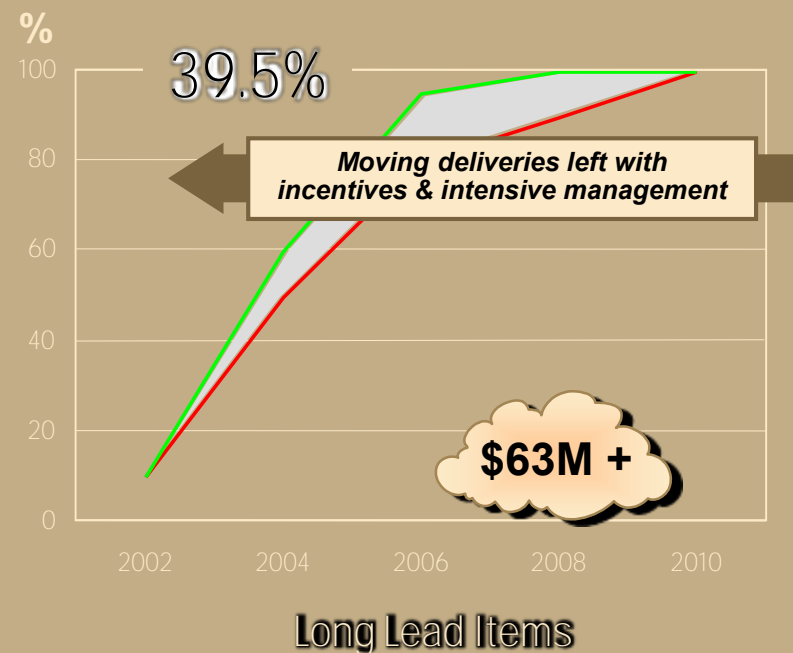 %
39.5%
100
80
60
40
20
0
Moving deliveries left with
incentives & intensive management
$63M +
2002 2004 2006 2008 2010
Long Lead Items